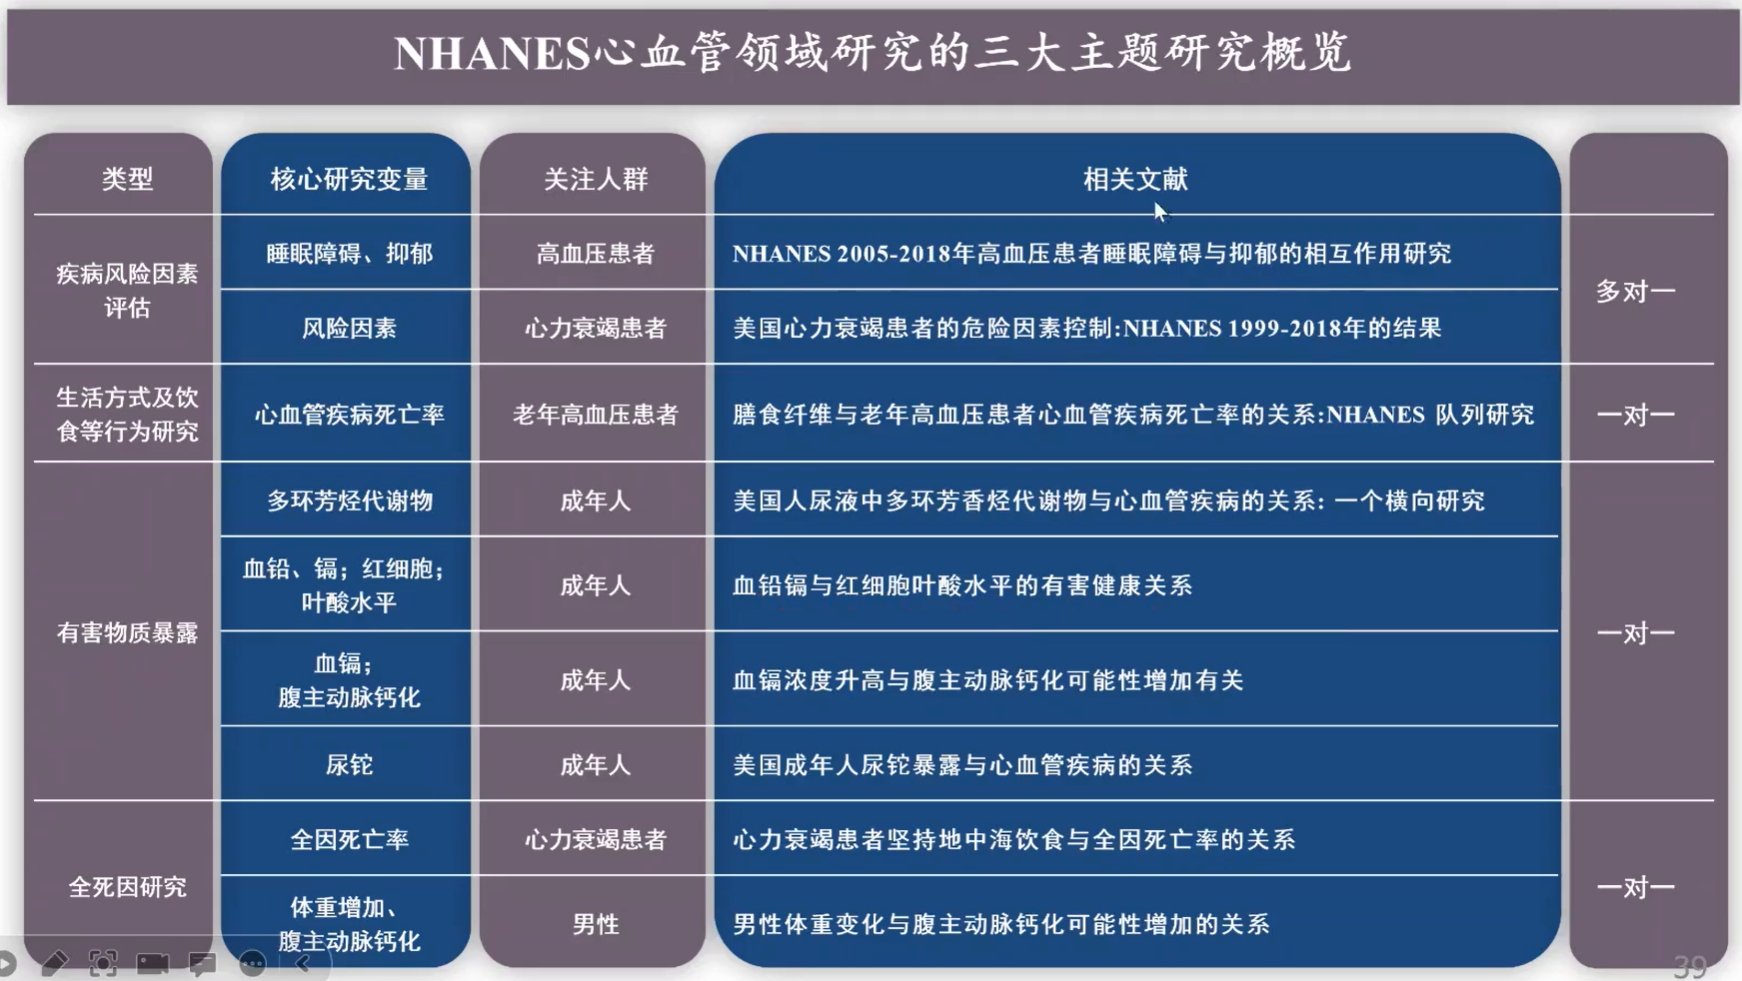 NHANES心血管领域研究的三大主题研究概览
类型
核心研究变量
关注人群
相关文献
疾病风险因素
评估
睡眠障碍、抑郁
高血压患者
NHANES 2005-2018年高血压患者睡眠障碍与抑郁的相互作用研究
多对一
风险因素
心力衰竭患者
美国心力衰竭患者的危险因素控制:NHANES 1999-2018年的结果
生活方式及饮
食等行为研究
心血管疾病死亡率
老年高血压患者
膳食纤维与老年高血压患者心血管疾病死亡率的关系:NHANES 队列研究
一对一
有害物质暴露
多环芳烃代谢物
成年人
美国人尿液中多环芳香烃代谢物与心血管疾病的关系: 一个横向研究
血铅、镉；红细胞；
叶酸水平
成年人
血铅镉与红细胞叶酸水平的有害健康关系
一对一
血镉；
腹主动脉钙化
成年人
血镉浓度升高与腹主动脉钙化可能性增加有关
尿铊
成年人
美国成年人尿铊暴露与心血管疾病的关系
全死因研究
全因死亡率
心力衰竭患者
心力衰竭患者坚持地中海饮食与全因死亡率的关系
一对一
体重增加、
腹主动脉钙化
男性
男性体重变化与腹主动脉钙化可能性增加的关系
39